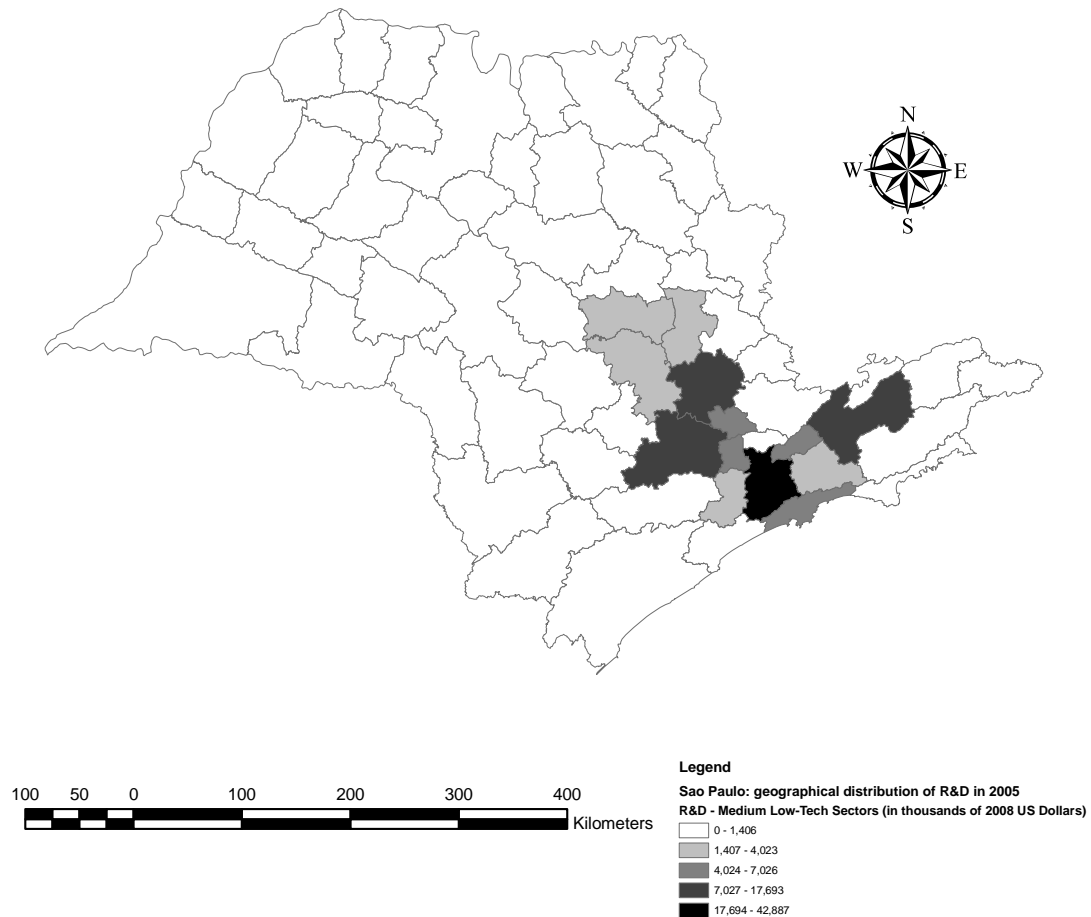 N
W E
S
100 50 0 100 200 300 400
Kilometers
Legend
Sao Paulo: geographical distribution of R&D in 2005
R&D - Medium Low-Tech Sectors (in thousands of 2008 US Dollars)
0 - 1,406
1,407 - 4,023
4,024 - 7,026
7,027 - 17,693
17,694 - 42,887